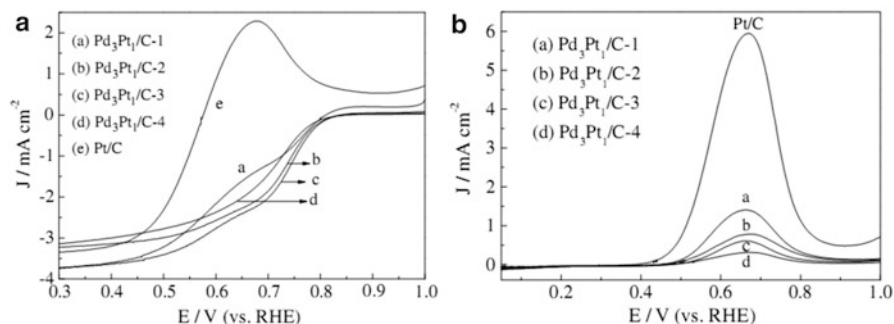 a
(a) Pd3Pt1/C-1
(b) Pd3Pt1/C-2
(c) Pd3Pt1/C-3
(d) Pd3Pt1/C-4
(e) Pt/C
e
a
b
c
d
2
1
0
-1
-2
-3
-4
J / mA cm-2
0.3 0.4 0.5 0.6 0.7 0.8 0.9 1.0
E / V (vs. RHE)
b
Pt/C
(a) Pd3Pt1/C-1
(b) Pd3Pt1/C-2
(c) Pd3Pt1/C-3
(d) Pd3Pt1/C-4
a
b
c
d
6
5
4
3
2
1
0
J / mA cm-2
0.2 0.4 0.6 0.8 1.0
E / V (vs. RHE)